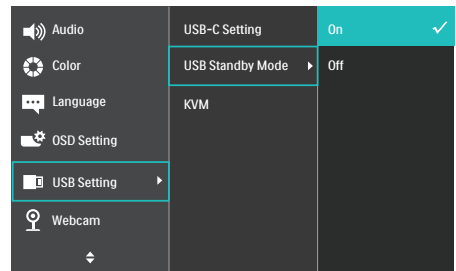 Audio
Color
Language
OSD Setting
USB Setting
Webcam
USB-C Setting
USB Standby Mode
KVM
On
Off